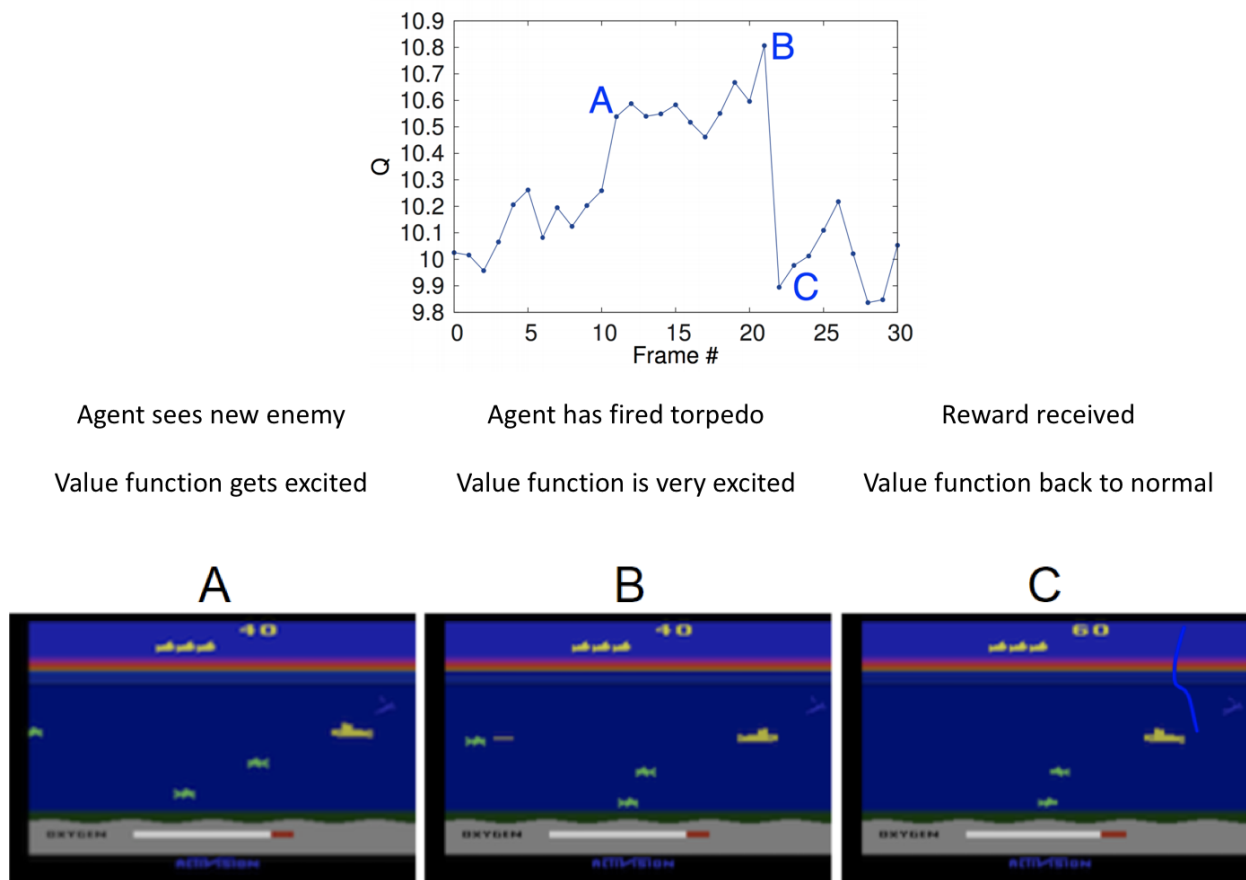 10.9
10.8
10.7
10.6
10.5
10.4
10.3
10.2
10.1
10
9.9
9.8
Q
A
B
C
0 5 10 15 20 25 30
Frame #
Agent sees new enemy
Value function gets excited
Agent has fired torpedo
Value function is very excited
Reward received
Value function back to normal
A
40
OXYGEN
ACTIVISION
B
40
OXYGEN
ACTIVISION
C
60
OXYGEN
ACTIVISION